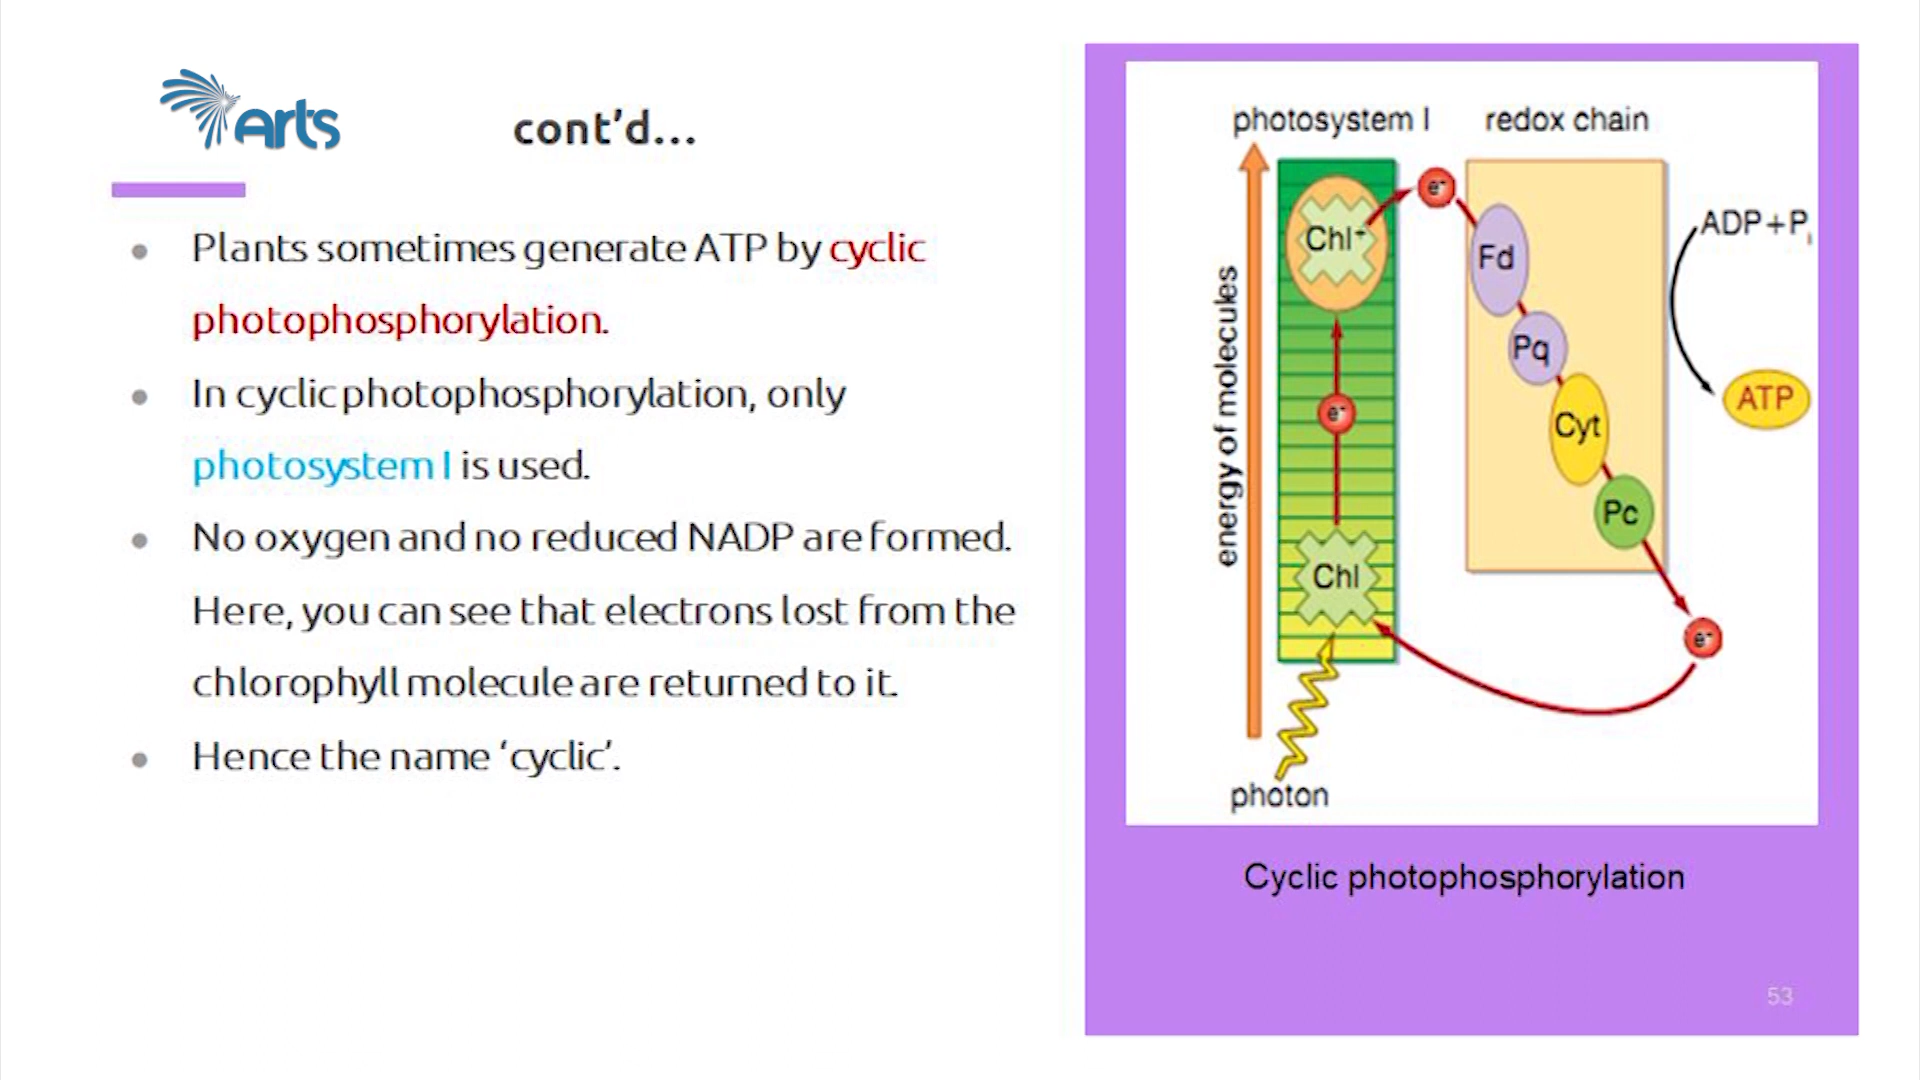 Arts
cont’d...
• Plants sometimes generate ATP by cyclic
photophosphorylation.
• In cyclic photophosphorylation, only
photosystem I is used.
• No oxygen and no reduced NADP are formed.
Here, you can see that electrons lost from the
chlorophyll molecule are returned to it.
• Hence the name ‘cyclic’.
photosystem I
redox chain
energy of molecules
Chl+
e-
Fd
ADP+Pi
Pq
ATP
e-
Cyt
Pc
Chl
e-
photon
Cyclic photophosphorylation
53